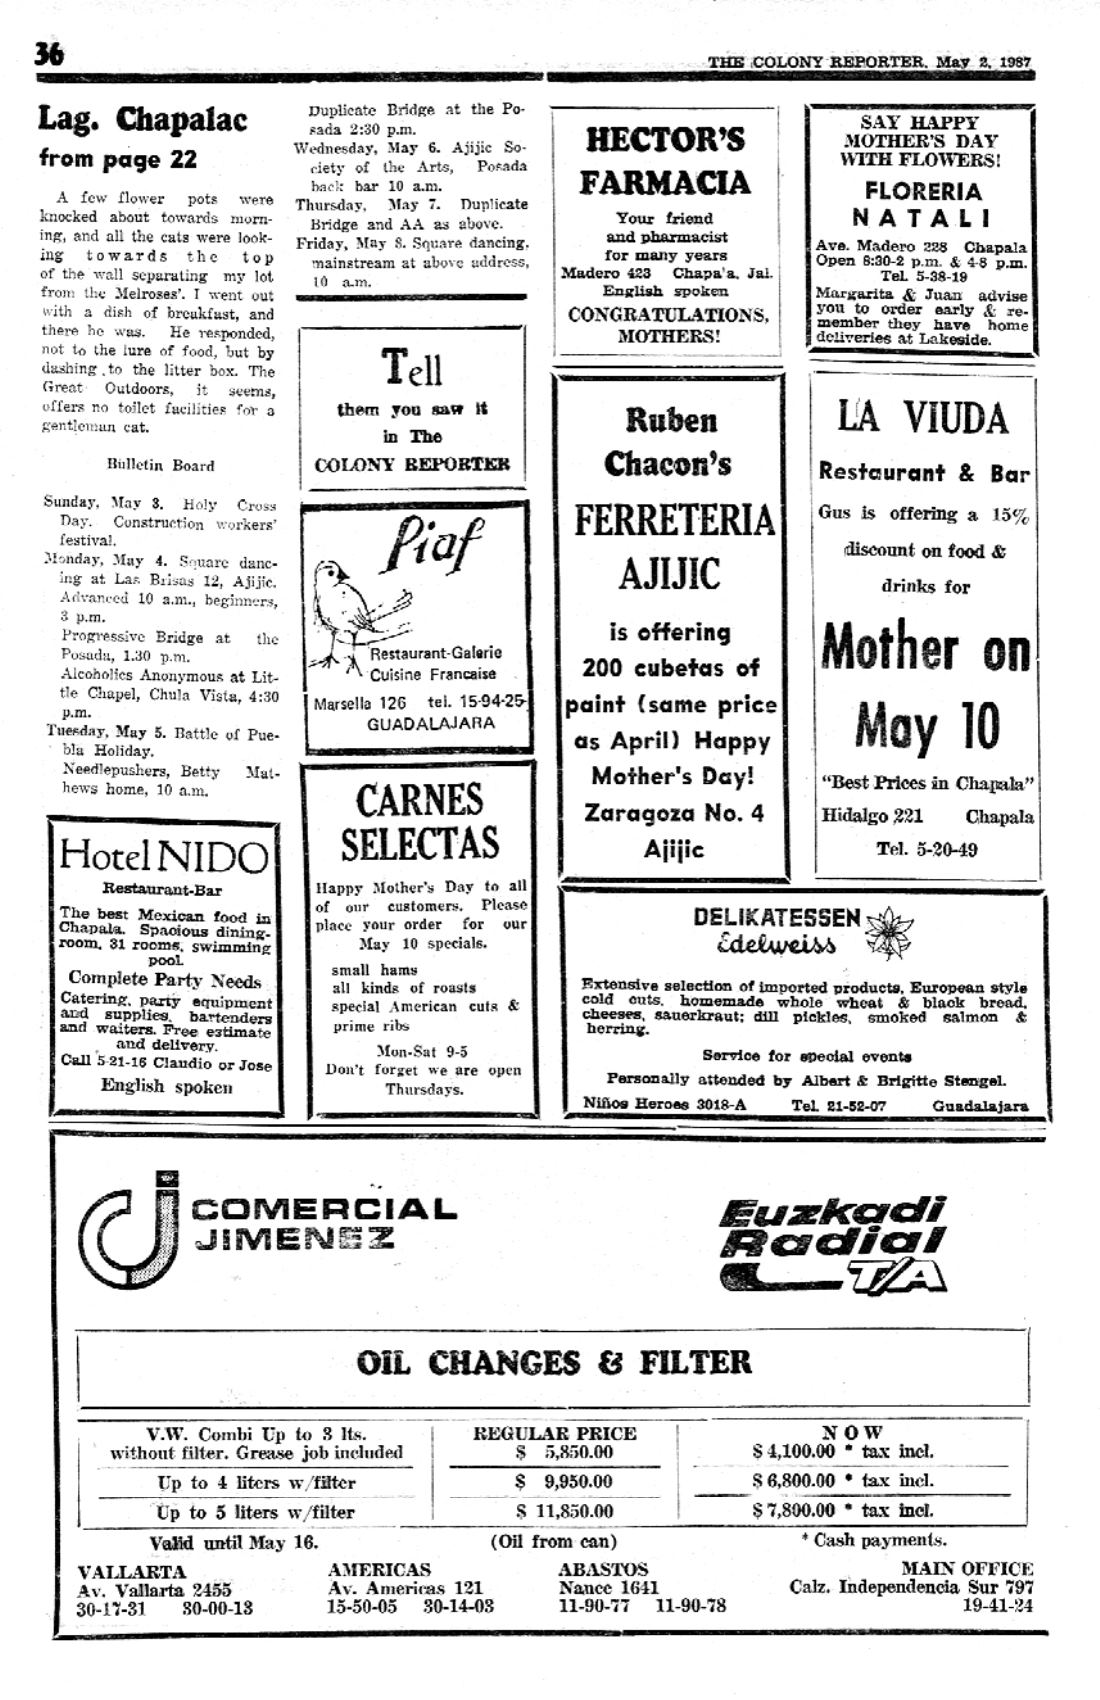 36
THE COLONY REPORTER, May 2, 1987
Lag. Chapalac
from page 22
A few flower pots were
knocked about towards morn-
ing, and all the cats were look-
ing towards the top
of the wall separating my lot
from the Melroses'. I went out
with a dish of breakfast, and
there he was. He responded,
not to the lure of food, but by
dashing to the litter box. The
Great Outdoors, it seems,
offers no toilet facilities for a
gentleman cat.
Bulletin Board
Sunday, May 3. Holy Cross
Day. Construction workers'
festival.
Monday, May 4. Square danc-
ing at Las Brisas 12, Ajijic.
Advanced 10 a.m., beginners,
3 p.m.
Progressive Bridge at the
Posada, 1.30 p.m.
Alcoholics Anonymous at Lit-
tle Chapel, Chula Vista, 4:30
p.m.
Tuesday, May 5. Battle of Pue-
bla Holiday.
Needlepushers, Betty Mat-
hews home, 10 a.m.
Duplicate Bridge at the Po-
sada 2:30 p.m.
Wednesday, May 6. Ajijic So-
ciety of the Arts, Posada
back bar 10 a.m.
Thursday, May 7. Duplicate
Bridge and AA as above.
Friday, May 8. Square dancing,
mainstream at above address,
10 a.m.
Tell
them you saw it
in The
COLONY REPORTER
Piaf
Restaurant-Galerie
Cuisine Francaise
Marsella 126 tel. 15-94-25
GUADALAJARA
Hotel NIDO
Restaurant-Bar
The best Mexican food in
Chapala. Spacious dining-
room, 31 rooms, swimming
pool.
Complete Party Needs
Catering, party equipment
and supplies, bartenders
and waiters. Free estimate
and delivery.
Call 5-21-16 Claudio or Jose
English spoken
CARNES
SELECTAS
Happy Mother's Day to all
of our customers. Please
place your order for our
May 10 specials.
small hams
all kinds of roasts
special American cuts &
prime ribs
Mon-Sat 9-5
Don't forget we are open
Thursdays.
HECTOR'S
FARMACIA
Your friend
and pharmacist
for many years
Madero 423 Chapa'a, Jal.
English spoken
CONGRATULATIONS,
MOTHERS!
SAY HAPPY
MOTHER'S DAY
WITH FLOWERS!
FLORERIA
NATALI
Ave. Madero 228 Chapala
Open 8:30-2 p.m. & 4-8 p.m.
Tel. 5-38-19
Margarita & Juan advise
you to order early & re-
member they have home
deliveries at Lakeside.
Ruben
Chacon's
FERRETERIA
AJIJIC
is offering
200 cubetas of
paint (same price
as April) Happy
Mother's Day!
Zaragoza No. 4
Ajijic
LA VIUDA
Restaurant & Bar
Gus is offering a 15%
discount on food &
drinks for
Mother on
May 10
"Best Prices in Chapala"
Hidalgo 221 Chapala
Tel. 5-20-49
DELIKATESSEN
Edelweiss
Extensive selection of imported products, European style
cold cuts, homemade whole wheat & black bread,
cheeses, sauerkraut; dill pickles, smoked salmon &
herring.
Service for special events
Personally attended by Albert & Brigitte Stengel.
Niños Heroes 3018-A Tel. 21-52-07 Guadalajara
COMERCIAL
JIMENEZ
Euzkadi
Radial
T/A
OIL CHANGES & FILTER
V.W. Combi Up to 3 lts.
without filter. Grease job included
REGULAR PRICE
$ 5,850.00
NOW
$4,100.00 * tax incl.
Up to 4 liters w/filter $ 9,950.00 $6,800.00 * tax incl.
Up to 5 liters w/filter $ 11,850.00 $7,800.00 * tax incl.
Valid until May 16. (Oil from can) * Cash payments.
VALLARTA
Av. Vallarta 2455
30-17-31 30-00-13
AMERICAS
Av. Americas 121
15-50-05 30-14-03
ABASTOS
Nance 1641
11-90-77 11-90-78
MAIN OFFICE
Calz. Independencia Sur 797
19-41-24